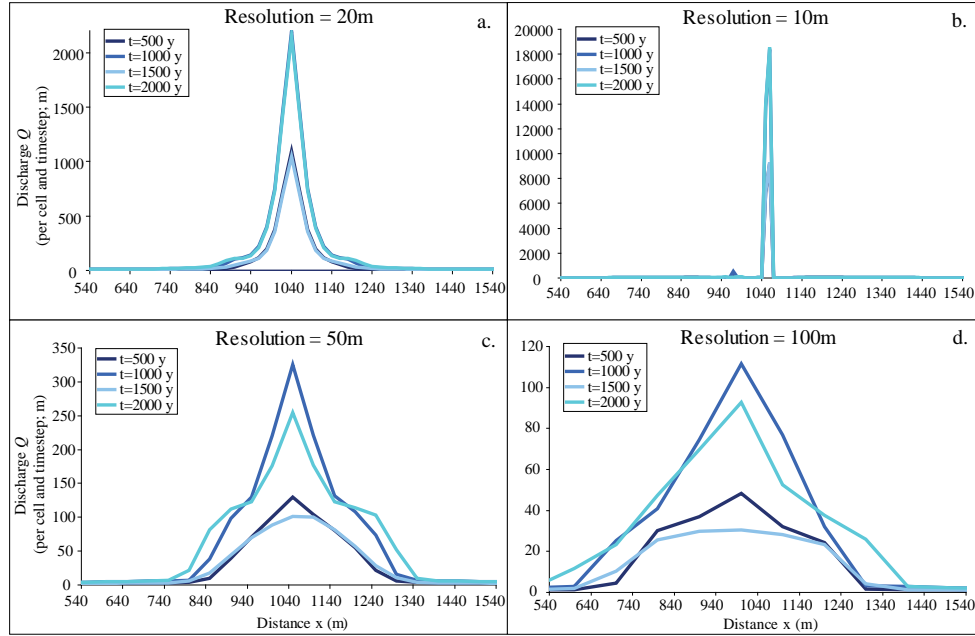 Resolution = 20m
a.
t=500 y
t=1000 y
t=1500 y
t=2000 y
Discharge Q
(per cell and timestep; m)
2000
1500
1000
500
0
540 640 740 840 940 1040 1140 1240 1340 1440 1540
Resolution = 10m
b.
t=500 y
t=1000 y
t=1500 y
t=2000 y
20000
18000
16000
14000
12000
10000
8000
6000
4000
2000
0
540 640 740 840 940 1040 1140 1240 1340 1440 1540
Resolution = 50m
c.
t=500 y
t=1000 y
t=1500 y
t=2000 y
Discharge Q
(per cell and timestep; m)
350
300
250
200
150
100
50
0
540 640 740 840 940 1040 1140 1240 1340 1440 1540
Distance x (m)
Resolution = 100m
d.
t=500 y
t=1000 y
t=1500 y
t=2000 y
120
100
80
60
40
20
0
540 640 740 840 940 1040 1140 1240 1340 1440 1540
Distance x (m)